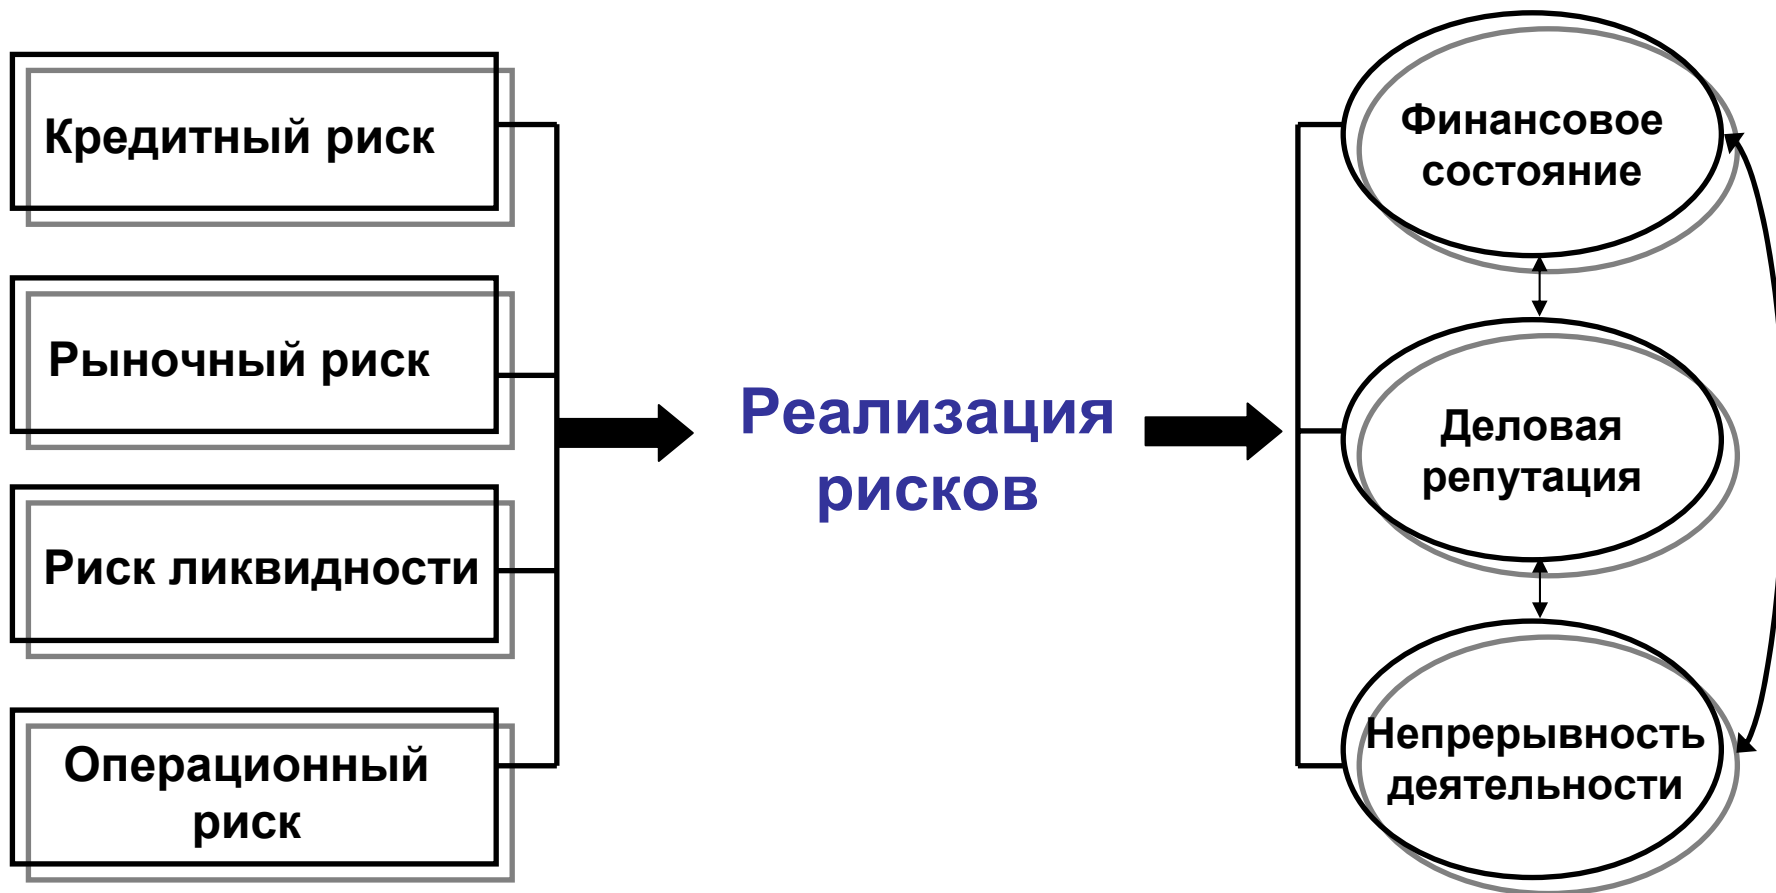 Кредитный риск
Рыночный риск
Риск ликвидности
Операционный
риск
Реализация
рисков
Финансовое
состояние
Деловая
репутация
Непрерывность
деятельности